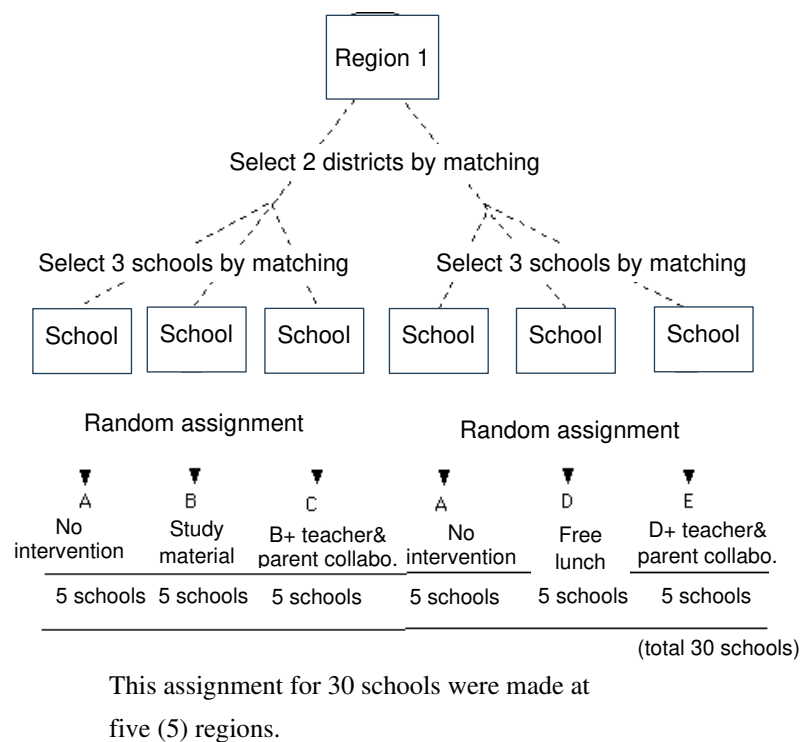 Region 1
Select 2 districts by matching
Select 3 schools by matching
Select 3 schools by matching
School
School
School
School
School
School
Random assignment
Random assignment
A B C A D E
No
intervention
Study
material
B+ teacher&
parent collabo.
No
intervention
Free
lunch
D+ teacher&
parent collabo.
5 schools 5 schools 5 schools 5 schools 5 schools 5 schools
(total 30 schools)
This assignment for 30 schools were made at
five (5) regions.